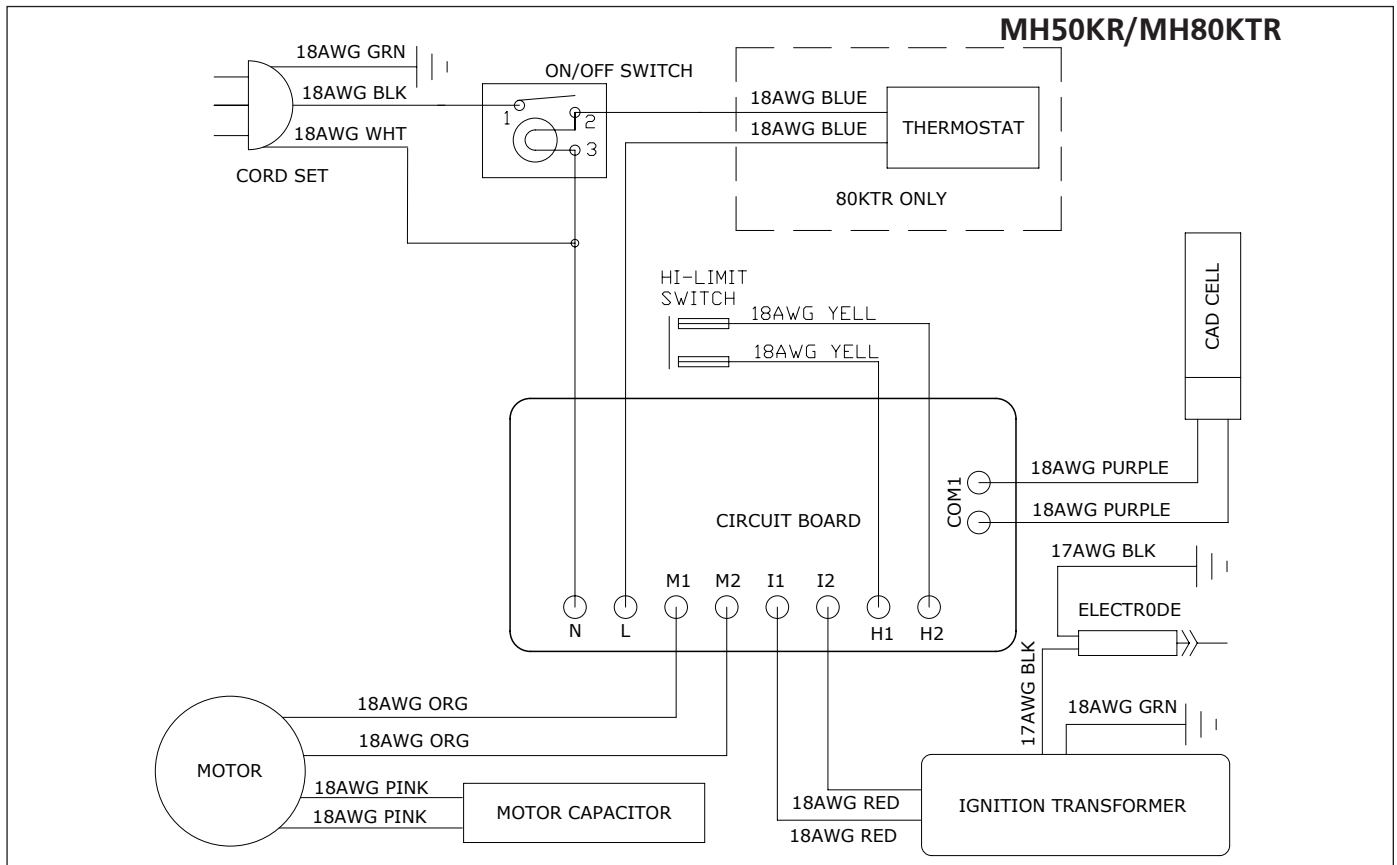 MH50KR/MH80KTR
18AWG GRN
ON/OFF SWITCH
18AWG BLK
1
2
3
18AWG WHT
CORD SET
18AWG BLUE
18AWG BLUE
THERMOSTAT
80KTR ONLY
HI-LIMIT
SWITCH
18AWG YELL
18AWG YELL
CAD CELL
18AWG PURPLE
COM1
18AWG PURPLE
CIRCUIT BOARD
M1
M2
I1
I2
N
L
H1
H2
17AWG BLK
ELECTR0DE
17AWG BLK
18AWG GRN
18AWG ORG
18AWG ORG
MOTOR
18AWG PINK
18AWG PINK
MOTOR CAPACITOR
18AWG RED
18AWG RED
IGNITION TRANSFORMER